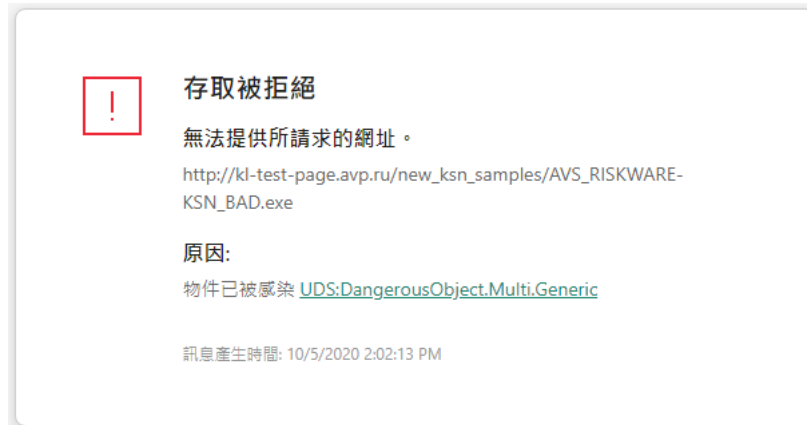 !
存取被拒絕
無法提供所請求的網址。
http://kl-test-page.avp.ru/new_ksn_samples/AVS_RISKWARE-
KSN_BAD.exe
原因:
物件已被感染 UDS:DangerousObject.Multi.Generic
訊息產生時間: 10/5/2020 2:02:13 PM